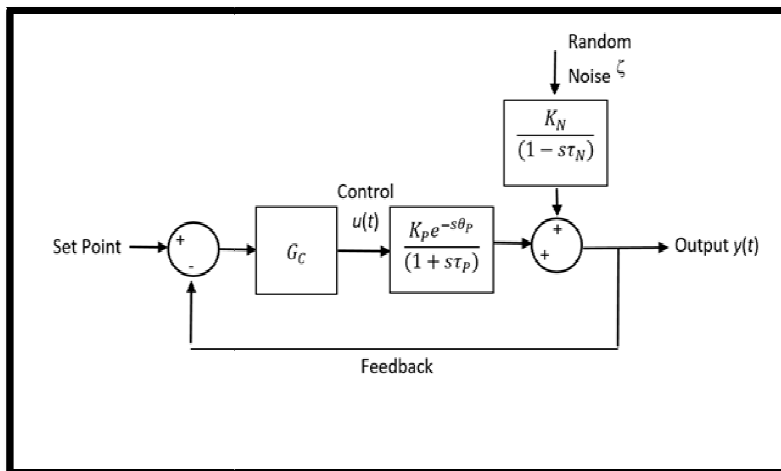 Random
Noise ζ
K_N
(1 − sτ_N)
Control
u(t)
K_P e^{−sθ_P}
(1 + sτ_P)
G_C
Set Point
+
-
+
+
Output y(t)
Feedback